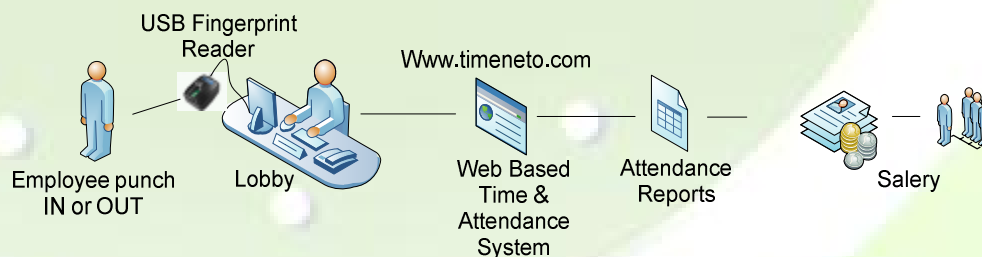 USB Fingerprint
Reader
Www.timeneto.com
Employee punch
IN or OUT
Lobby
Web Based
Time &
Attendance
System
Attendance
Reports
Salery